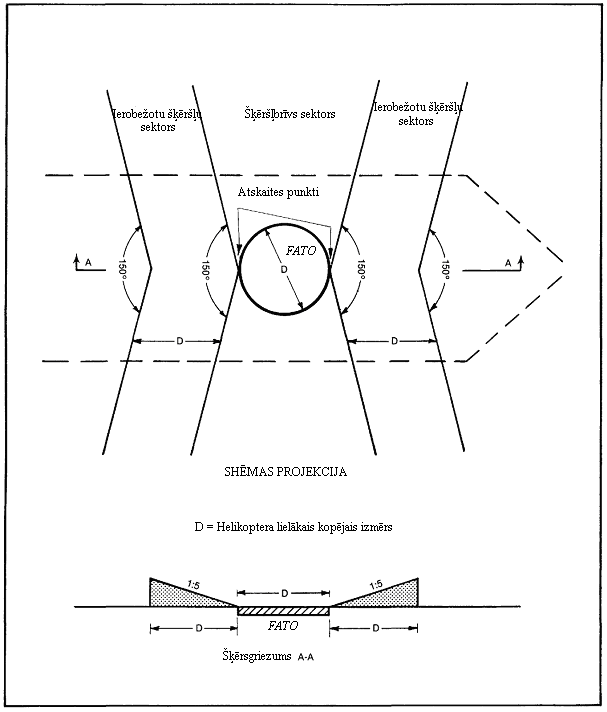 Ierobežotu šķēršļu
sektors
Šķēršļbrīvs sektors
Ierobežotu šķēršļu
sektors
Atskaites punkti
FATO
D
150°
150°
150°
150°
A
A
D
D
SHĒMAS PROJEKCIJA
D = Helikoptera lielākais kopējais izmērs
1:5
D
1:5
D
FATO
D
Šķērsgriezums A-A